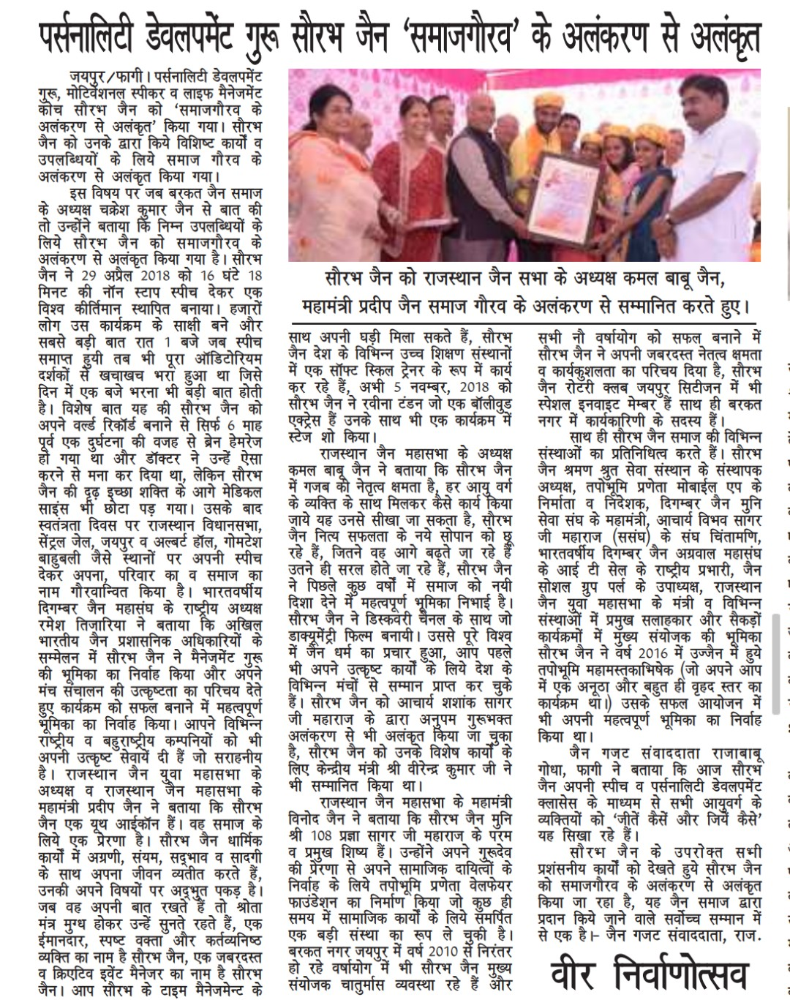 पर्सनालिटी डेवलपमेंट गुरू सौरभ जैन ‘समाजगौरव’ के अलंकरण से अलंकृत
जयपुर/फागी। पर्सनालिटी डेवलपमेंट
गुरू, मोटिवेशनल स्पीकर व लाइफ मैनेजमेंट
कोच सौरभ जैन को ‘समाजगौरव के
अलंकरण से अलंकृत’ किया गया। सौरभ
जैन को उनके द्वारा किये विशिष्ट कार्यों व
उपलब्धियों के लिये समाज गौरव के
अलंकरण से अलंकृत किया गया।
इस विषय पर जब बरकत जैन समाज
के अध्यक्ष चक्रेश कुमार जैन से बात की
तो उन्होंने बताया कि निम्न उपलब्धियों के
लिये सौरभ जैन को समाजगौरव के
अलंकरण से अलंकृत किया गया है। सौरभ
जैन ने 29 अप्रैल 2018 को 16 घंटे 18
मिनट की नॉन स्टाप स्पीच देकर एक
विश्व कीर्तिमान स्थापित बनाया। हजारों
लोग उस कार्यक्रम के साक्षी बने और
सबसे बड़ी बात रात 1 बजे जब स्पीच
समाप्त हुयी तब भी पूरा ऑडिटोरियम
दर्शकों से खचाखच भरा हुआ था जिसे
दिन में एक बजे भरना भी बड़ी बात होती
है। विशेष बात यह की सौरभ जैन को
अपने वर्ल्ड रिकॉर्ड बनाने से सिर्फ 6 माह
पूर्व एक दुर्घटना की वजह से ब्रेन हेमरेज
हो गया था और डॉक्टर ने उन्हें ऐसा
करने से मना कर दिया था, लेकिन सौरभ
जैन की दृढ़ इच्छा शक्ति के आगे मेडिकल
साइंस भी छोटा पड़ गया। उसके बाद
स्वतंत्रता दिवस पर राजस्थान विधानसभा,
सेंट्रल जेल, जयपुर व अल्बर्ट हॉल, गोमटेश
बाहुबली जैसे स्थानों पर अपनी स्पीच
देकर अपना, परिवार का व समाज का
नाम गौरवान्वित किया है। भारतवर्षीय
दिगम्बर जैन महासंघ के राष्ट्रीय अध्यक्ष
रमेश तिजारिया ने बताया कि अखिल
भारतीय जैन प्रशासनिक अधिकारियों के
सम्मेलन में सौरभ जैन ने मैनेजमेंट गुरू
की भूमिका का निर्वाह किया और अपने
मंच संचालन की उत्कृष्टता का परिचय देते
हुए कार्यक्रम को सफल बनाने में महत्वपूर्ण
भूमिका का निर्वाह किया। आपने विभिन्न
राष्ट्रीय व बहुराष्ट्रीय कम्पनियों को भी
अपनी उत्कृष्ट सेवायें दी हैं जो सराहनीय
है। राजस्थान जैन युवा महासभा के
अध्यक्ष व राजस्थान जैन महासभा के
महामंत्री प्रदीप जैन ने बताया कि सौरभ
जैन एक यूथ आईकॉन हैं। वह समाज के
लिये एक प्रेरणा है। सौरभ जैन धार्मिक
कार्यों में अग्रणी, संयम, सद्भाव व सादगी
के साथ अपना जीवन व्यतीत करते हैं,
उनकी अपने विषयों पर अद्भुत पकड़ है।
जब वह अपनी बात रखते हैं तो श्रोता
मंत्र मुग्ध होकर उन्हें सुनते रहते हैं, एक
ईमानदार, स्पष्ट वक्ता और कर्तव्यनिष्ठ
व्यक्ति का नाम है सौरभ जैन, एक जबरदस्त
व क्रिएटिव इवेंट मैनेजर का नाम है सौरभ
जैन। आप सौरभ के टाइम मैनेजमेन्ट के
सौरभ जैन को राजस्थान जैन सभा के अध्यक्ष कमल बाबू जैन,
महामंत्री प्रदीप जैन समाज गौरव के अलंकरण से सम्मानित करते हुए।
साथ अपनी घड़ी मिला सकते हैं, सौरभ
जैन देश के विभिन्न उच्च शिक्षण संस्थानों
में एक सॉफ्ट स्किल ट्रेनर के रूप में कार्य
कर रहे हैं, अभी 5 नवम्बर, 2018 को
सौरभ जैन ने रवीना टंडन जो एक बॉलीवुड
एक्ट्रेस हैं उनके साथ भी एक कार्यक्रम में
स्टेज शो किया।
राजस्थान जैन महासभा के अध्यक्ष
कमल बाबू जैन ने बताया कि सौरभ जैन
में गजब की नेतृत्व क्षमता है, हर आयु वर्ग
के व्यक्ति के साथ मिलकर कैसे कार्य किया
जाये यह उनसे सीखा जा सकता है, सौरभ
जैन नित्य सफलता के नये सोपान को छू
रहे हैं, जितने वह आगे बढ़ते जा रहे हैं
उतने ही सरल होते जा रहे हैं, सौरभ जैन
ने पिछले कुछ वर्षों में समाज को नयी
दिशा देने में महत्वपूर्ण भूमिका निभाई है।
सौरभ जैन ने डिस्कवरी चैनल के साथ जो
डाक्यूमेंट्री फिल्म बनायी। उससे पूरे विश्व
में जैन धर्म का प्रचार हुआ, आप पहले
भी अपने उत्कृष्ट कार्यों के लिये देश के
विभिन्न मंचों से सम्मान प्राप्त कर चुके
हैं। सौरभ जैन को आचार्य शशांक सागर
जी महाराज के द्वारा अनुपम गुरूभक्त
अलंकरण से भी अलंकृत किया जा चुका
है, सौरभ जैन को उनके विशेष कार्यों के
लिए केन्द्रीय मंत्री श्री वीरेन्द्र कुमार जी ने
भी सम्मानित किया था।
राजस्थान जैन महासभा के महामंत्री
विनोद जैन ने बताया कि सौरभ जैन मुनि
श्री 108 प्रज्ञा सागर जी महाराज के परम
व प्रमुख शिष्य हैं। उन्होंने अपने गुरूदेव
की प्रेरणा से अपने सामाजिक दायित्वों के
निर्वाह के लिये तपोभूमि प्रणेता वेलफेयर
फाउंडेशन का निर्माण किया जो कुछ ही
समय में सामाजिक कार्यों के लिये समर्पित
एक बड़ी संस्था का रूप ले चुकी है।
बरकत नगर जयपुर में वर्ष 2010 से निरंतर
हो रहे वर्षायोग में भी सौरभ जैन मुख्य
संयोजक चातुर्मास व्यवस्था रहे हैं और
सभी नौ वर्षायोग को सफल बनाने में
सौरभ जैन ने अपनी जबरदस्त नेतत्व क्षमता
व कार्यकुशलता का परिचय दिया है, सौरभ
जैन रोटरी क्लब जयपुर सिटीजन में भी
स्पेशल इनवाइट मेम्बर हैं साथ ही बरकत
नगर में कार्यकारिणी के सदस्य हैं।
साथ ही सौरभ जैन समाज की विभिन्न
संस्थाओं का प्रतिनिधित्व करते हैं। सौरभ
जैन श्रमण श्रुत सेवा संस्थान के संस्थापक
अध्यक्ष, तपोभूमि प्रणेता मोबाईल एप के
निर्माता व निदेशक, दिगम्बर जैन मुनि
सेवा संघ के महामंत्री, आचार्य विभव सागर
जी महाराज (ससंघ) के संघ चिंतामणि,
भारतवर्षीय दिगम्बर जैन अग्रवाल महासंघ
के आई टी सेल के राष्ट्रीय प्रभारी, जैन
सोशल ग्रुप पर्ल के उपाध्यक्ष, राजस्थान
जैन युवा महासभा के मंत्री व विभिन्न
संस्थाओं में प्रमुख सलाहकार और सैकड़ों
कार्यक्रमों में मुख्य संयोजक की भूमिका
सौरभ जैन ने वर्ष 2016 में उज्जैन में हुये
तपोभूमि महामस्तकाभिषेक (जो अपने आप
में एक अनूठा और बहुत ही वृहद स्तर का
कार्यक्रम था।) उसके सफल आयोजन में
भी अपनी महत्वपूर्ण भूमिका का निर्वाह
किया था।
जैन गजट संवाददाता राजाबाबू
गोधा, फागी ने बताया कि आज सौरभ
जैन अपनी स्पीच व पर्सनालिटी डेवलपमेंट
क्लासेस के माध्यम से सभी आयुवर्ग के
व्यक्तियों को ‘जीतें कैसें और जियें कैसे’
यह सिखा रहे हैं।
सौरभ जैन के उपरोक्त सभी
प्रशंसनीय कार्यों को देखते हुये सौरभ जैन
को समाजगौरव के अलंकरण से अलंकृत
किया जा रहा है, यह जैन समाज द्वारा
प्रदान किये जाने वाले सर्वोच्च सम्मान में
से एक है।- जैन गजट संवाददाता, राज.
वीर निर्वाणोत्सव